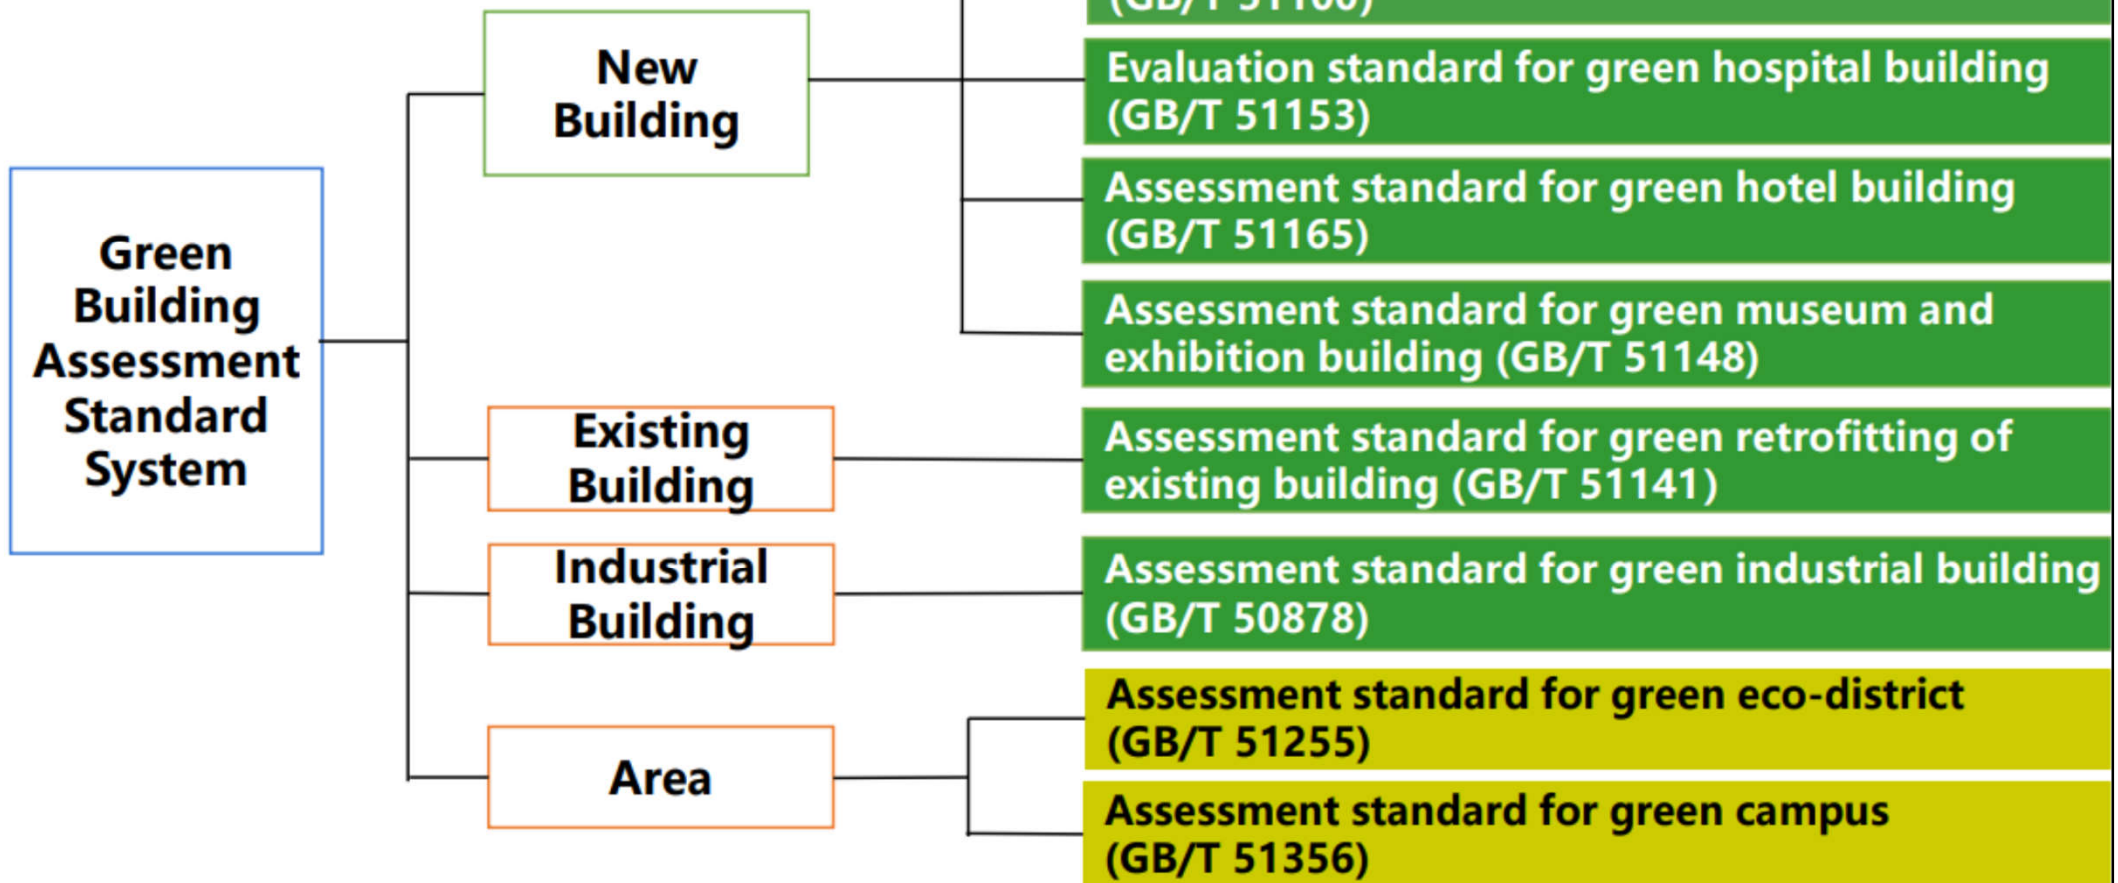 Green
Building
Assessment
Standard
System
New
Building
Existing
Building
Industrial
Building
Area
Evaluation standard for green hospital building
(GB/T 51153)
Assessment standard for green hotel building
(GB/T 51165)
Assessment standard for green museum and
exhibition building (GB/T 51148)
Assessment standard for green retrofitting of
existing building (GB/T 51141)
Assessment standard for green industrial building
(GB/T 50878)
Assessment standard for green eco-district
(GB/T 51255)
Assessment standard for green campus
(GB/T 51356)